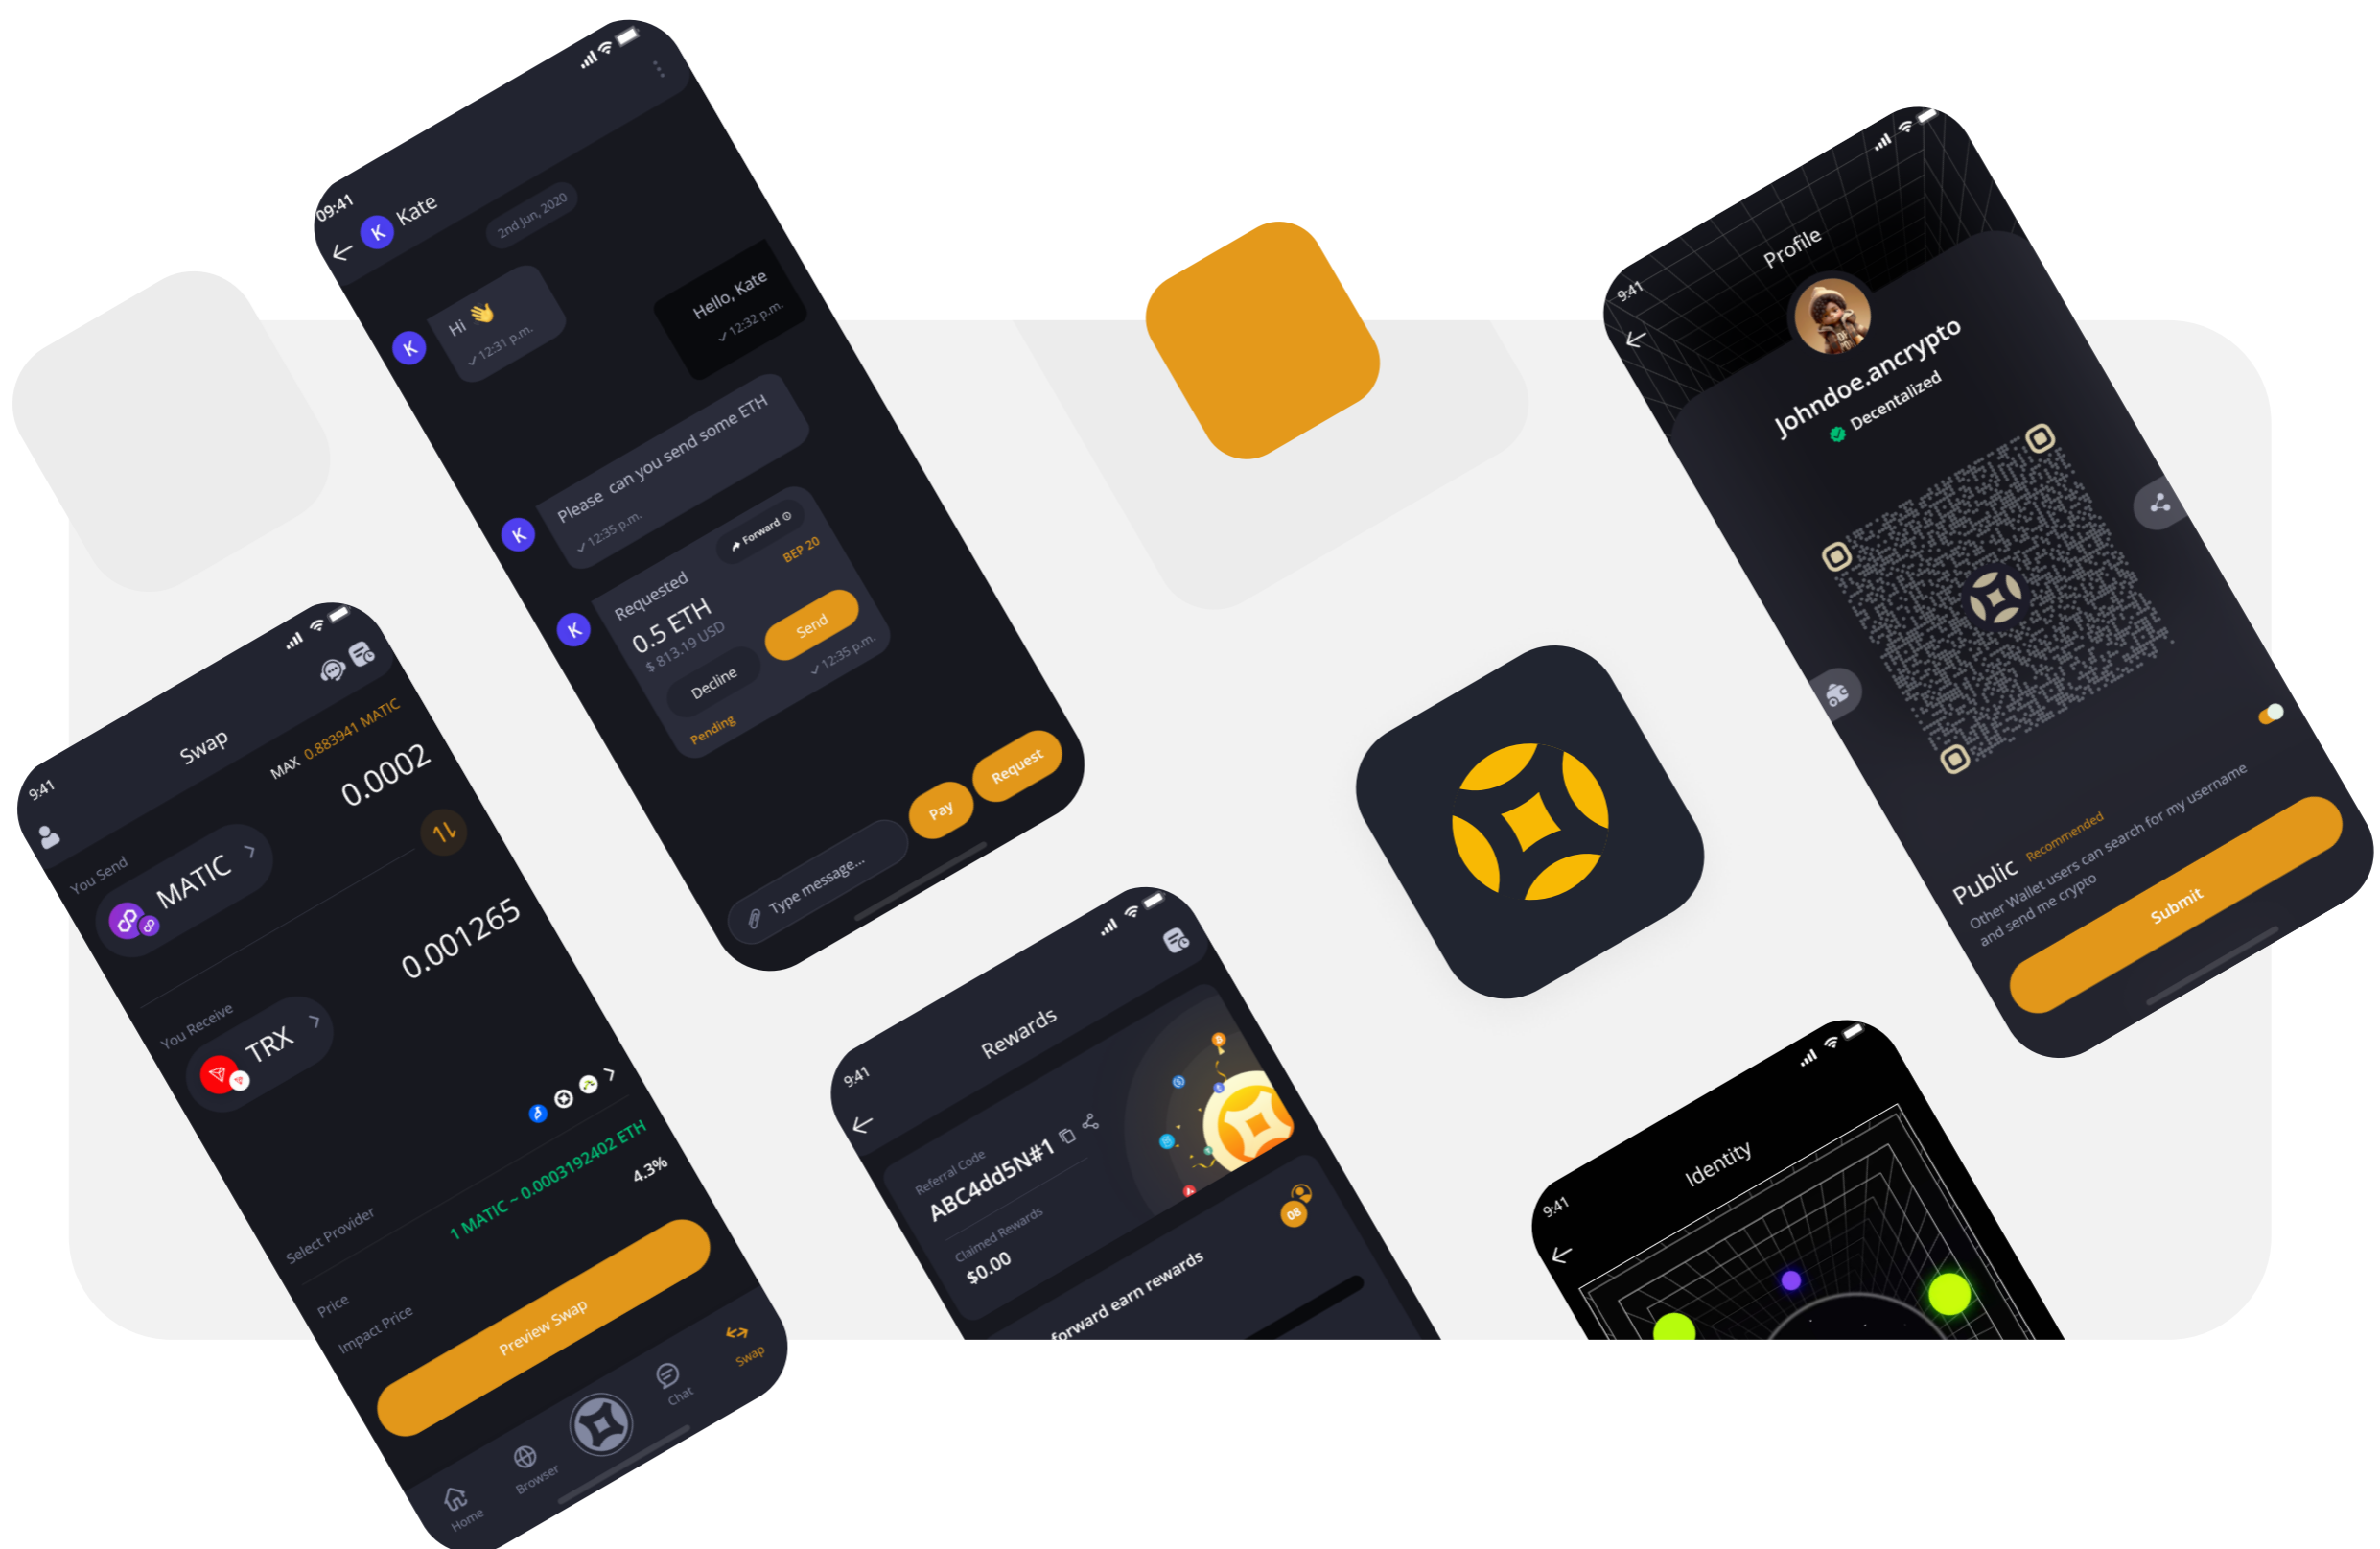 09:41
Kate
2nd Jun, 2020
K
Hi 👋
12:31 p.m.
Hello, Kate
12:32 p.m.
K
Please can you send some ETH
12:35 p.m.
K
Forward
Requested
BEP 20
0.5 ETH
$ 813.19 USD
Decline
Send
12:35 p.m.
Pending
Type message...
Pay
Request
9:41
Swap
MAX 0.883941 MATIC
You Send
MATIC
0.0002
You Receive
TRX
0.001265
Select Provider
Price
1 MATIC ~ 0.0003192402 ETH
Impact Price
4.3%
Preview Swap
Home
Browser
Chat
Swap
9:41
Rewards
Referral Code
ABC4dd5N#1
Claimed Rewards
$0.00
08
forward earn rewards
9:41
Profile
Johndoe.ancrypto
Decentalized
Public
Recommended
Other Wallet users can search for my username
and send me crypto
Submit
9:41
Identity